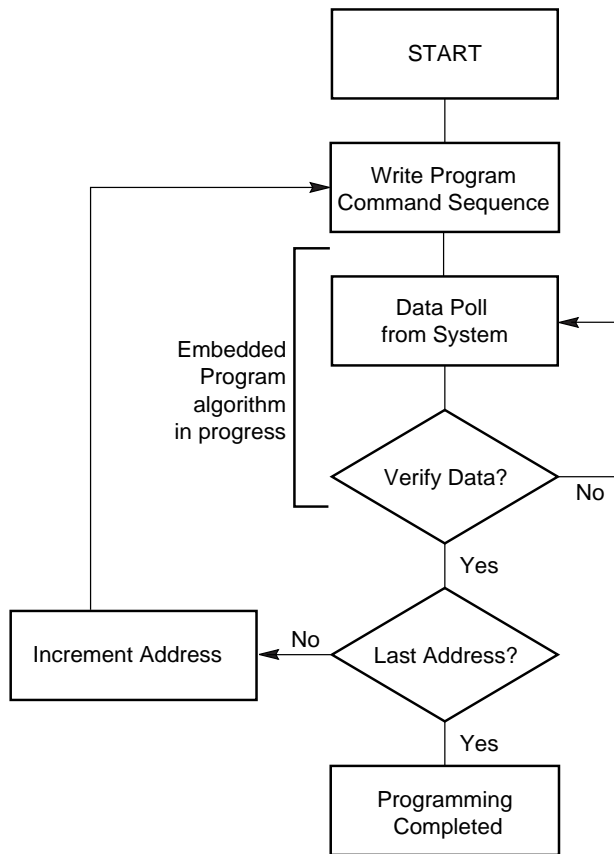 START
Write Program
Command Sequence
Data Poll
from System
Embedded
Program
algorithm
in progress
Verify Data?
No
Yes
No
Increment Address
Last Address?
Yes
Programming
Completed